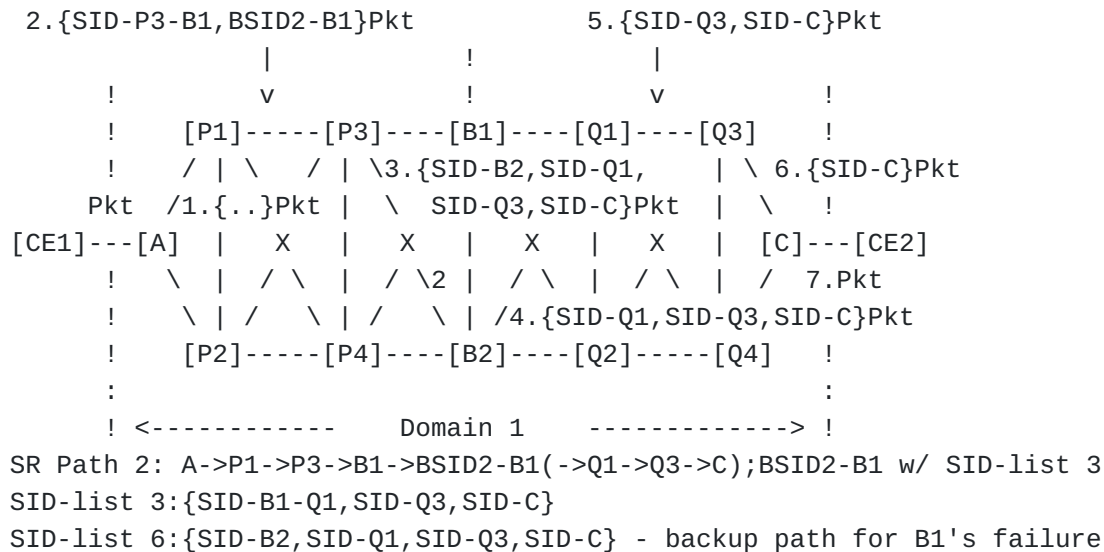 2.{SID-P3-B1,BSID2-B1}Pkt              5.{SID-Q3,SID-C}Pkt
                |            !           |
      !         v            !           v          !
      !    [P1]-----[P3]----[B1]----[Q1]----[Q3]    !
      !    / | \   / | \3.{SID-B2,SID-Q1,    | \ 6.{SID-C}Pkt
     Pkt  /1.{..}Pkt |  \  SID-Q3,SID-C}Pkt  |  \   !
[CE1]---[A]  |   X   |   X   |   X   |   X   |  [C]---[CE2]
      !   \  |  / \  |  / \2 |  / \  |  / \  |  /  7.Pkt
      !    \ | /   \ | /   \ | /4.{SID-Q1,SID-Q3,SID-C}Pkt
      !    [P2]-----[P4]----[B2]----[Q2]-----[Q4]   !
      :                                             :
      ! <------------    Domain 1    -------------> !
SR Path 2: A->P1->P3->B1->BSID2-B1(->Q1->Q3->C);BSID2-B1 w/ SID-list 3
SID-list 3:{SID-B1-Q1,SID-Q3,SID-C}
SID-list 6:{SID-B2,SID-Q1,SID-Q3,SID-C} - backup path for B1's failure